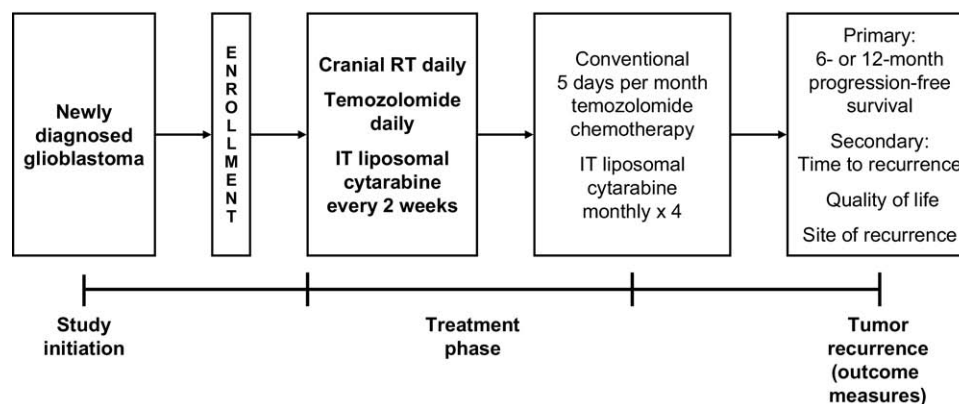 Newly
diagnosed
glioblastoma
ENROLLMENT
Cranial RT daily
Temozolomide
daily
IT liposomal
cytarabine
every 2 weeks
Conventional
5 days per month
temozolomide
chemotherapy
IT liposomal
cytarabine
monthly x 4
Primary:
6- or 12-month
progression-free
survival
Secondary:
Time to recurrence
Quality of life
Site of recurrence
Study
initiation
Treatment
phase
Tumor
recurrence
(outcome
measures)